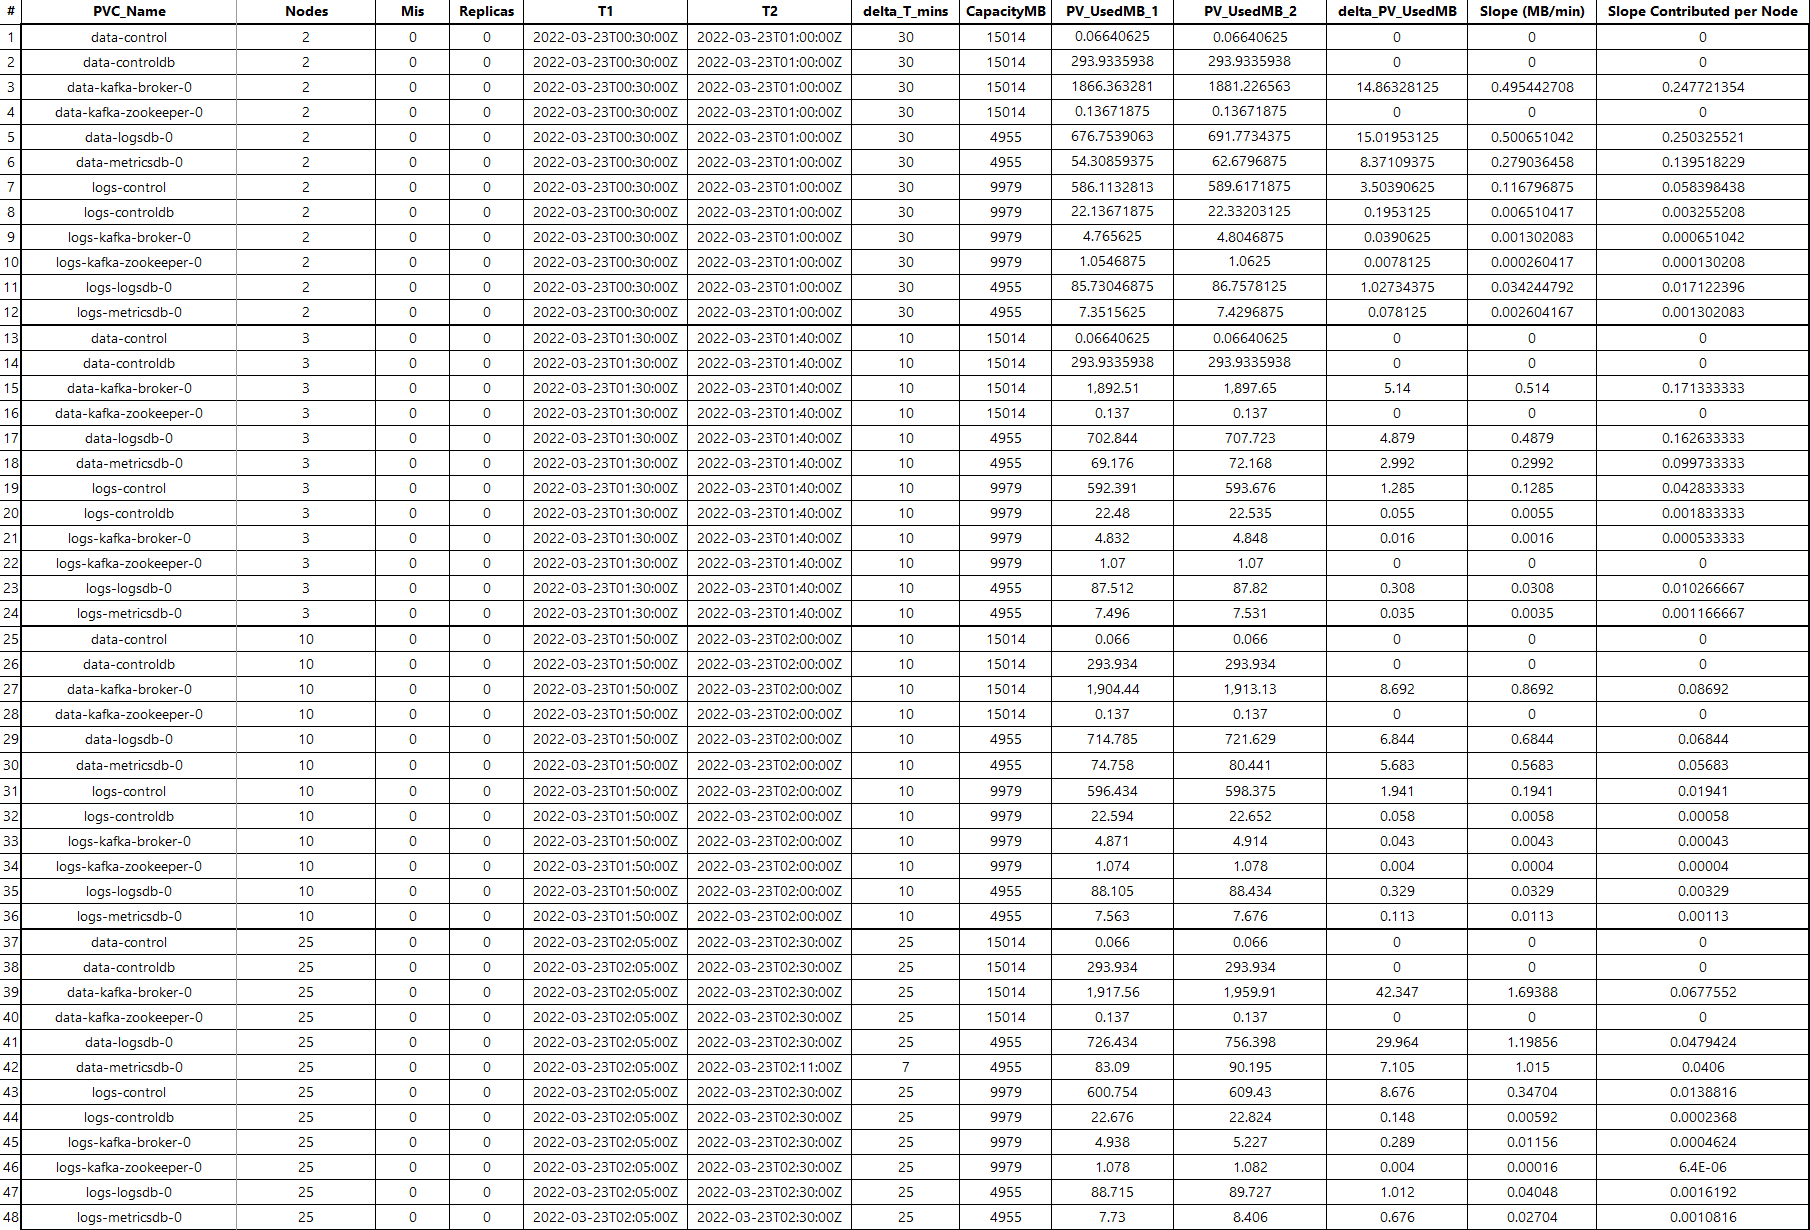 # PVC_Name Nodes Mis Replicas T1 T2 delta_T_mins CapacityMB PV_UsedMB_1 PV_UsedMB_2 delta_PV_UsedMB Slope (MB/min) Slope Contributed per Node
1 data-control 2 0 0 2022-03-23T00:30:00Z 2022-03-23T01:00:00Z 30 15014 0.06640625 0.06640625 0 0 0
2 data-controldb 2 0 0 2022-03-23T00:30:00Z 2022-03-23T01:00:00Z 30 15014 293.9335938 293.9335938 0 0 0
3 data-kafka-broker-0 2 0 0 2022-03-23T00:30:00Z 2022-03-23T01:00:00Z 30 15014 1866.363281 1881.226563 14.86328125 0.495442708 0.247721354
4 data-kafka-zookeeper-0 2 0 0 2022-03-23T00:30:00Z 2022-03-23T01:00:00Z 30 15014 0.13671875 0.13671875 0 0 0
5 data-logsdb-0 2 0 0 2022-03-23T00:30:00Z 2022-03-23T01:00:00Z 30 4955 676.7539063 691.7734375 15.01953125 0.500651042 0.250325521
6 data-metricsdb-0 2 0 0 2022-03-23T00:30:00Z 2022-03-23T01:00:00Z 30 4955 54.30859375 62.6796875 8.37109375 0.279036458 0.139518229
7 logs-control 2 0 0 2022-03-23T00:30:00Z 2022-03-23T01:00:00Z 30 9979 586.1132813 589.6171875 3.50390625 0.116796875 0.058398438
8 logs-controldb 2 0 0 2022-03-23T00:30:00Z 2022-03-23T01:00:00Z 30 9979 22.13671875 22.33203125 0.1953125 0.006510417 0.003255208
9 logs-kafka-broker-0 2 0 0 2022-03-23T00:30:00Z 2022-03-23T01:00:00Z 30 9979 4.765625 4.8046875 0.0390625 0.001302083 0.000651042
10 logs-kafka-zookeeper-0 2 0 0 2022-03-23T00:30:00Z 2022-03-23T01:00:00Z 30 9979 1.0546875 1.0625 0.0078125 0.000260417 0.000130208
11 logs-logsdb-0 2 0 0 2022-03-23T00:30:00Z 2022-03-23T01:00:00Z 30 4955 85.73046875 86.7578125 1.02734375 0.034244792 0.017122396
12 logs-metricsdb-0 2 0 0 2022-03-23T00:30:00Z 2022-03-23T01:00:00Z 30 4955 7.3515625 7.4296875 0.078125 0.002604167 0.001302083
13 data-control 3 0 0 2022-03-23T01:30:00Z 2022-03-23T01:40:00Z 10 15014 0.06640625 0.06640625 0 0 0
14 data-controldb 3 0 0 2022-03-23T01:30:00Z 2022-03-23T01:40:00Z 10 15014 293.9335938 293.9335938 0 0 0
15 data-kafka-broker-0 3 0 0 2022-03-23T01:30:00Z 2022-03-23T01:40:00Z 10 15014 1,892.51 1,897.65 5.14 0.514 0.171333333
16 data-kafka-zookeeper-0 3 0 0 2022-03-23T01:30:00Z 2022-03-23T01:40:00Z 10 15014 0.137 0.137 0 0 0
17 data-logsdb-0 3 0 0 2022-03-23T01:30:00Z 2022-03-23T01:40:00Z 10 4955 702.844 707.723 4.879 0.4879 0.162633333
18 data-metricsdb-0 3 0 0 2022-03-23T01:30:00Z 2022-03-23T01:40:00Z 10 4955 69.176 72.168 2.992 0.2992 0.099733333
19 logs-control 3 0 0 2022-03-23T01:30:00Z 2022-03-23T01:40:00Z 10 9979 592.391 593.676 1.285 0.1285 0.042833333
20 logs-controldb 3 0 0 2022-03-23T01:30:00Z 2022-03-23T01:40:00Z 10 9979 22.48 22.535 0.055 0.0055 0.001833333
21 logs-kafka-broker-0 3 0 0 2022-03-23T01:30:00Z 2022-03-23T01:40:00Z 10 9979 4.832 4.848 0.016 0.0016 0.000533333
22 logs-kafka-zookeeper-0 3 0 0 2022-03-23T01:30:00Z 2022-03-23T01:40:00Z 10 9979 1.07 1.07 0 0 0
23 logs-logsdb-0 3 0 0 2022-03-23T01:30:00Z 2022-03-23T01:40:00Z 10 4955 87.512 87.82 0.308 0.0308 0.010266667
24 logs-metricsdb-0 3 0 0 2022-03-23T01:30:00Z 2022-03-23T01:40:00Z 10 4955 7.496 7.531 0.035 0.0035 0.001166667
25 data-control 10 0 0 2022-03-23T01:50:00Z 2022-03-23T02:00:00Z 10 15014 0.066 0.066 0 0 0
26 data-controldb 10 0 0 2022-03-23T01:50:00Z 2022-03-23T02:00:00Z 10 15014 293.934 293.934 0 0 0
27 data-kafka-broker-0 10 0 0 2022-03-23T01:50:00Z 2022-03-23T02:00:00Z 10 15014 1,904.44 1,913.13 8.692 0.8692 0.08692
28 data-kafka-zookeeper-0 10 0 0 2022-03-23T01:50:00Z 2022-03-23T02:00:00Z 10 15014 0.137 0.137 0 0 0
29 data-logsdb-0 10 0 0 2022-03-23T01:50:00Z 2022-03-23T02:00:00Z 10 4955 714.785 721.629 6.844 0.6844 0.06844
30 data-metricsdb-0 10 0 0 2022-03-23T01:50:00Z 2022-03-23T02:00:00Z 10 4955 74.758 80.441 5.683 0.5683 0.05683
31 logs-control 10 0 0 2022-03-23T01:50:00Z 2022-03-23T02:00:00Z 10 9979 596.434 598.375 1.941 0.1941 0.01941
32 logs-controldb 10 0 0 2022-03-23T01:50:00Z 2022-03-23T02:00:00Z 10 9979 22.594 22.652 0.058 0.0058 0.00058
33 logs-kafka-broker-0 10 0 0 2022-03-23T01:50:00Z 2022-03-23T02:00:00Z 10 9979 4.871 4.914 0.043 0.0043 0.00043
34 logs-kafka-zookeeper-0 10 0 0 2022-03-23T01:50:00Z 2022-03-23T02:00:00Z 10 9979 1.074 1.078 0.004 0.0004 0.00004
35 logs-logsdb-0 10 0 0 2022-03-23T01:50:00Z 2022-03-23T02:00:00Z 10 4955 88.105 88.434 0.329 0.0329 0.00329
36 logs-metricsdb-0 10 0 0 2022-03-23T01:50:00Z 2022-03-23T02:00:00Z 10 4955 7.563 7.676 0.113 0.0113 0.00113
37 data-control 25 0 0 2022-03-23T02:05:00Z 2022-03-23T02:30:00Z 25 15014 0.066 0.066 0 0 0
38 data-controldb 25 0 0 2022-03-23T02:05:00Z 2022-03-23T02:30:00Z 25 15014 293.934 293.934 0 0 0
39 data-kafka-broker-0 25 0 0 2022-03-23T02:05:00Z 2022-03-23T02:30:00Z 25 15014 1,917.56 1,959.91 42.347 1.69388 0.0677552
40 data-kafka-zookeeper-0 25 0 0 2022-03-23T02:05:00Z 2022-03-23T02:30:00Z 25 15014 0.137 0.137 0 0 0
41 data-logsdb-0 25 0 0 2022-03-23T02:05:00Z 2022-03-23T02:30:00Z 25 4955 726.434 756.398 29.964 1.19856 0.0479424
42 data-metricsdb-0 25 0 0 2022-03-23T02:05:00Z 2022-03-23T02:11:00Z 7 4955 83.09 90.195 7.105 1.015 0.0406
43 logs-control 25 0 0 2022-03-23T02:05:00Z 2022-03-23T02:30:00Z 25 9979 600.754 609.43 8.676 0.34704 0.0138816
44 logs-controldb 25 0 0 2022-03-23T02:05:00Z 2022-03-23T02:30:00Z 25 9979 22.676 22.824 0.148 0.00592 0.0002368
45 logs-kafka-broker-0 25 0 0 2022-03-23T02:05:00Z 2022-03-23T02:30:00Z 25 9979 4.938 5.227 0.289 0.01156 0.0004624
46 logs-kafka-zookeeper-0 25 0 0 2022-03-23T02:05:00Z 2022-03-23T02:30:00Z 25 9979 1.078 1.082 0.004 0.00016 6.4E-06
47 logs-logsdb-0 25 0 0 2022-03-23T02:05:00Z 2022-03-23T02:30:00Z 25 4955 88.715 89.727 1.012 0.04048 0.0016192
48 logs-metricsdb-0 25 0 0 2022-03-23T02:05:00Z 2022-03-23T02:30:00Z 25 4955 7.73 8.406 0.676 0.02704 0.0010816